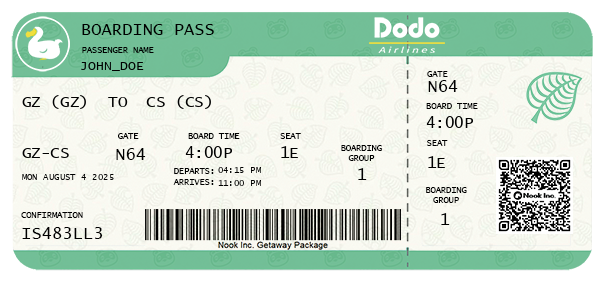 BOARDING PASS
PASSENGER NAME
JOHN_DOE
Dodo
Airlines
GZ (GZ) TO CS (CS)
GATE
BOARD TIME
SEAT
GZ-CS
N64
4:00P
1E
BOARDING
GROUP
1
MON AUGUST 4 2025
DEPARTS: 04:15 PM
ARRIVES: 11:00 PM
CONFIRMATION
IS483LL3
Nook Inc. Getaway Package
GATE
N64
BOARD TIME
4:00P
SEAT
1E
BOARDING
GROUP
1
Nook Inc.